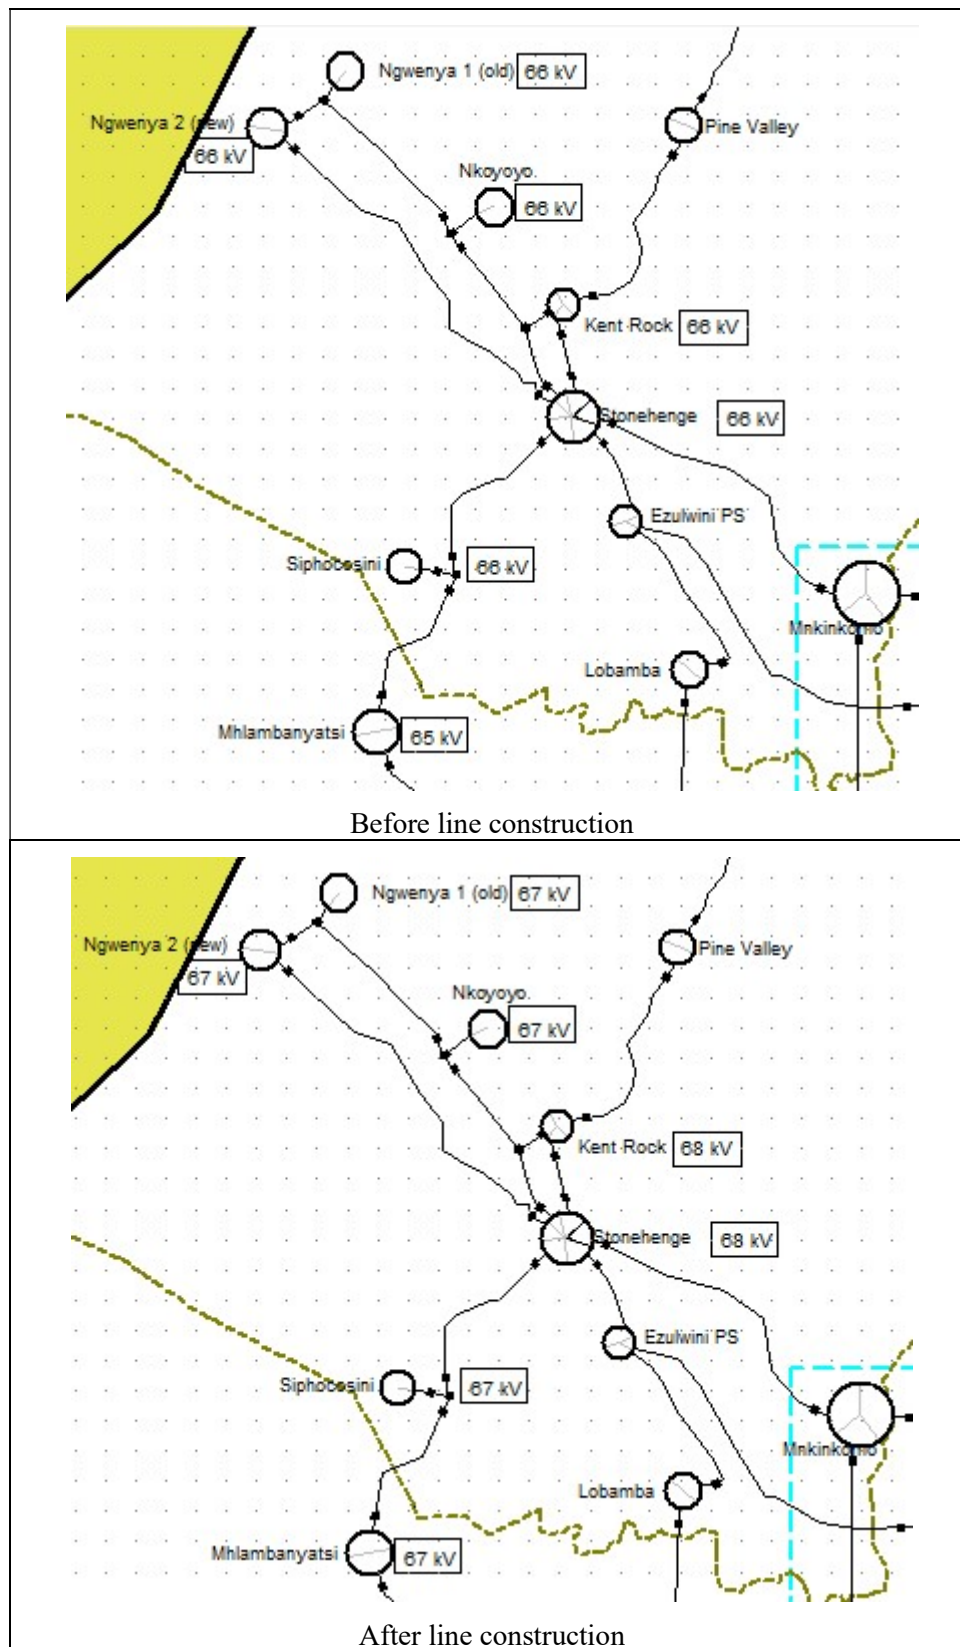 Ngwenya 1 (old) 66 kV
Ngwenya 2 (new)
66 kV
Pine Valley
Nkoyoyo.
66 kV
Kent Rock 66 kV
Stonehenge 66 kV
Ezulwini PS
Siphocosini 66 kV
Mnkinkomo
Lobamba
Mhlambanyatsi 65 kV
Before line construction
Ngwenya 1 (old) 67 kV
Ngwenya 2 (new)
67 kV
Pine Valley
Nkoyoyo.
67 kV
Kent Rock 68 kV
Stonehenge 68 kV
Ezulwini PS
Siphocosini 67 kV
Mnkinkomo
Lobamba
Mhlambanyatsi 67 kV
After line construction